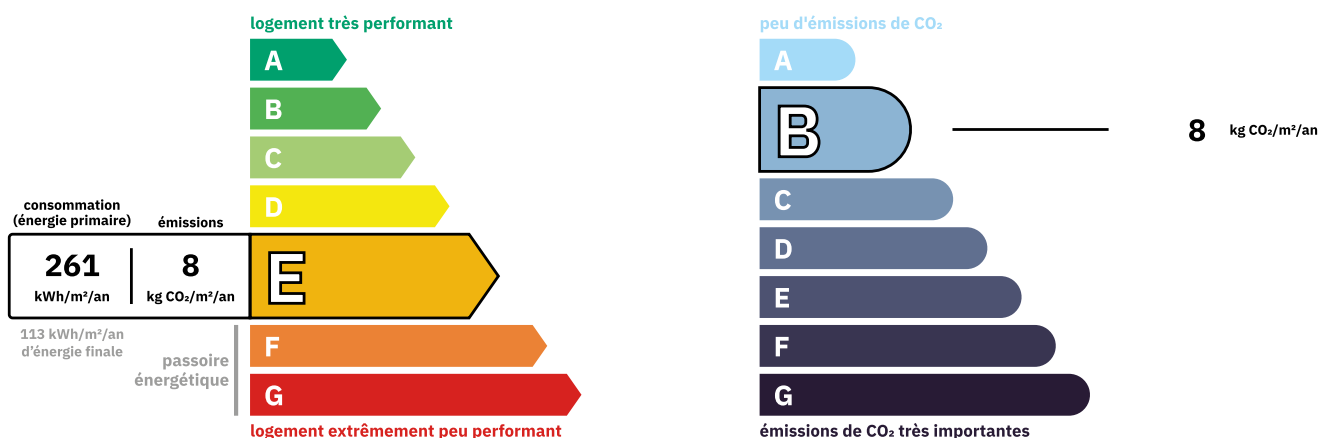 logement très performant
A
B
C
D
consommation
(énergie primaire)
émissions
261
kWh/m²/an
8
kg CO₂/m²/an
E
113 kWh/m²/an
d'énergie finale
passoire
énergétique
F
G
logement extrêmement peu performant
peu d'émissions de CO₂
A
B
8 kg CO₂/m²/an
C
D
E
F
G
émissions de CO₂ très importantes